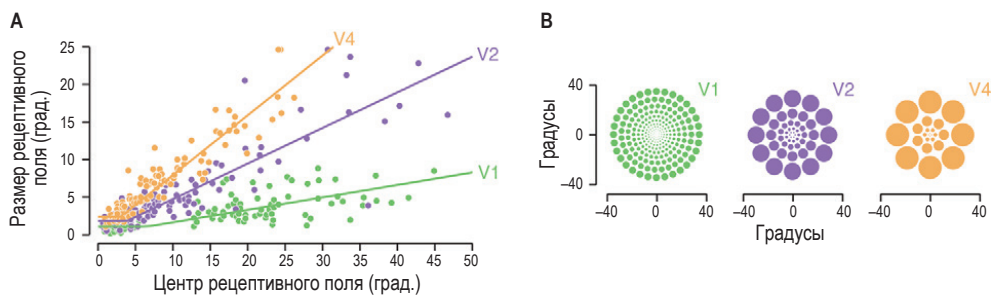 A
Размер рецептивного
поля (град.)
25
20
15
10
5
0
V4
V2
V1
0 5 10 15 20 25 30 35 40 45 50
Центр рецептивного поля (град.)
B
Градусы
40
0
–40
V1
V2
V4
–40 0 40
–40 0 40
–40 0 40
Градусы